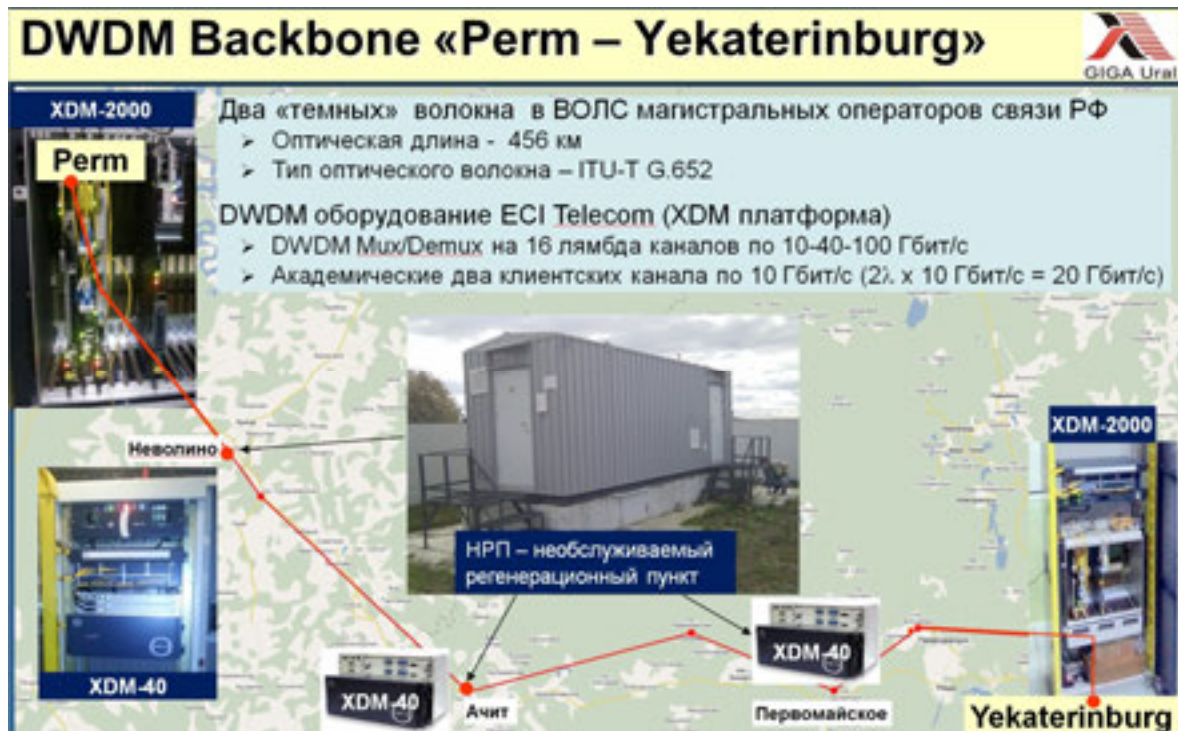 DWDM Backbone «Perm – Yekaterinburg»
GIGA Ural
XDM-2000
Perm
Два «темных» волокна в ВОЛС магистральных операторов связи РФ
Оптическая длина - 456 км
Тип оптического волокна – ITU-T G.652
DWDM оборудование ECI Telecom (XDM платформа)
DWDM Mux/Demux на 16 лямбда каналов по 10-40-100 Гбит/с
Академические два клиентских канала по 10 Гбит/с (2λ x 10 Гбит/с = 20 Гбит/с)
XDM-2000
Неволино
НРП – необслуживаемый
регенерационный пункт
XDM-40
XDM-40
XDM-40
Ачит
Первомайское
Yekaterinburg